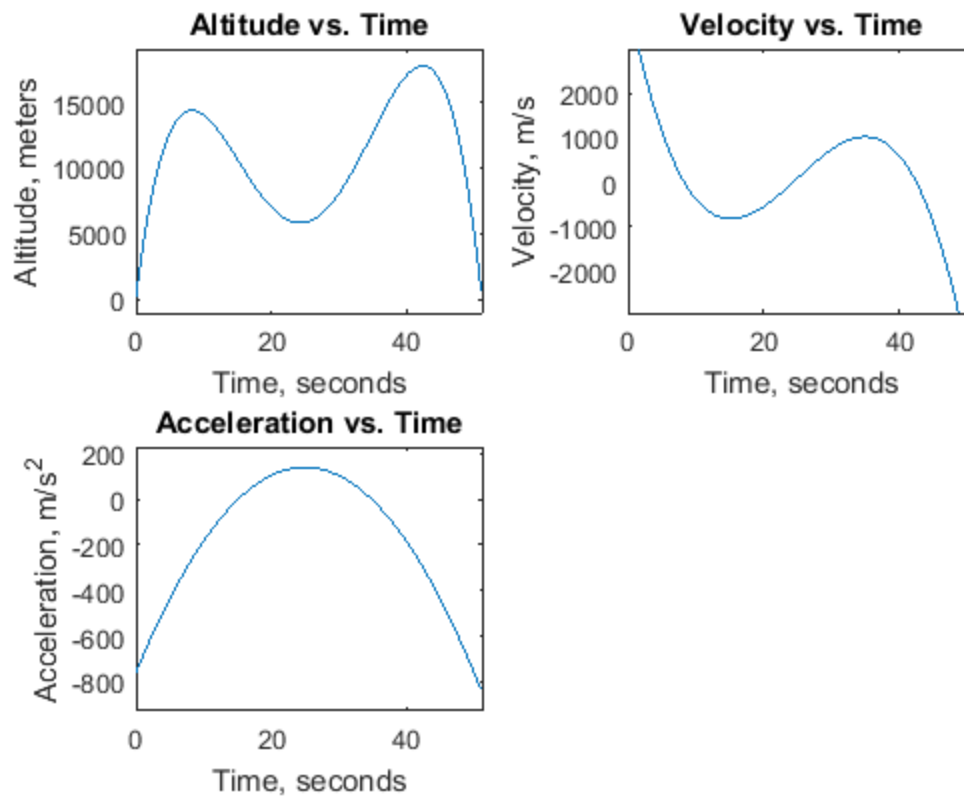 Altitude vs. Time
Altitude, meters
15000
10000
5000
0
0 20 40
Time, seconds
Velocity vs. Time
Velocity, m/s
2000
1000
0
-1000
-2000
0 20 40
Time, seconds
Acceleration vs. Time
Acceleration, m/s²
200
0
-200
-400
-600
-800
0 20 40
Time, seconds